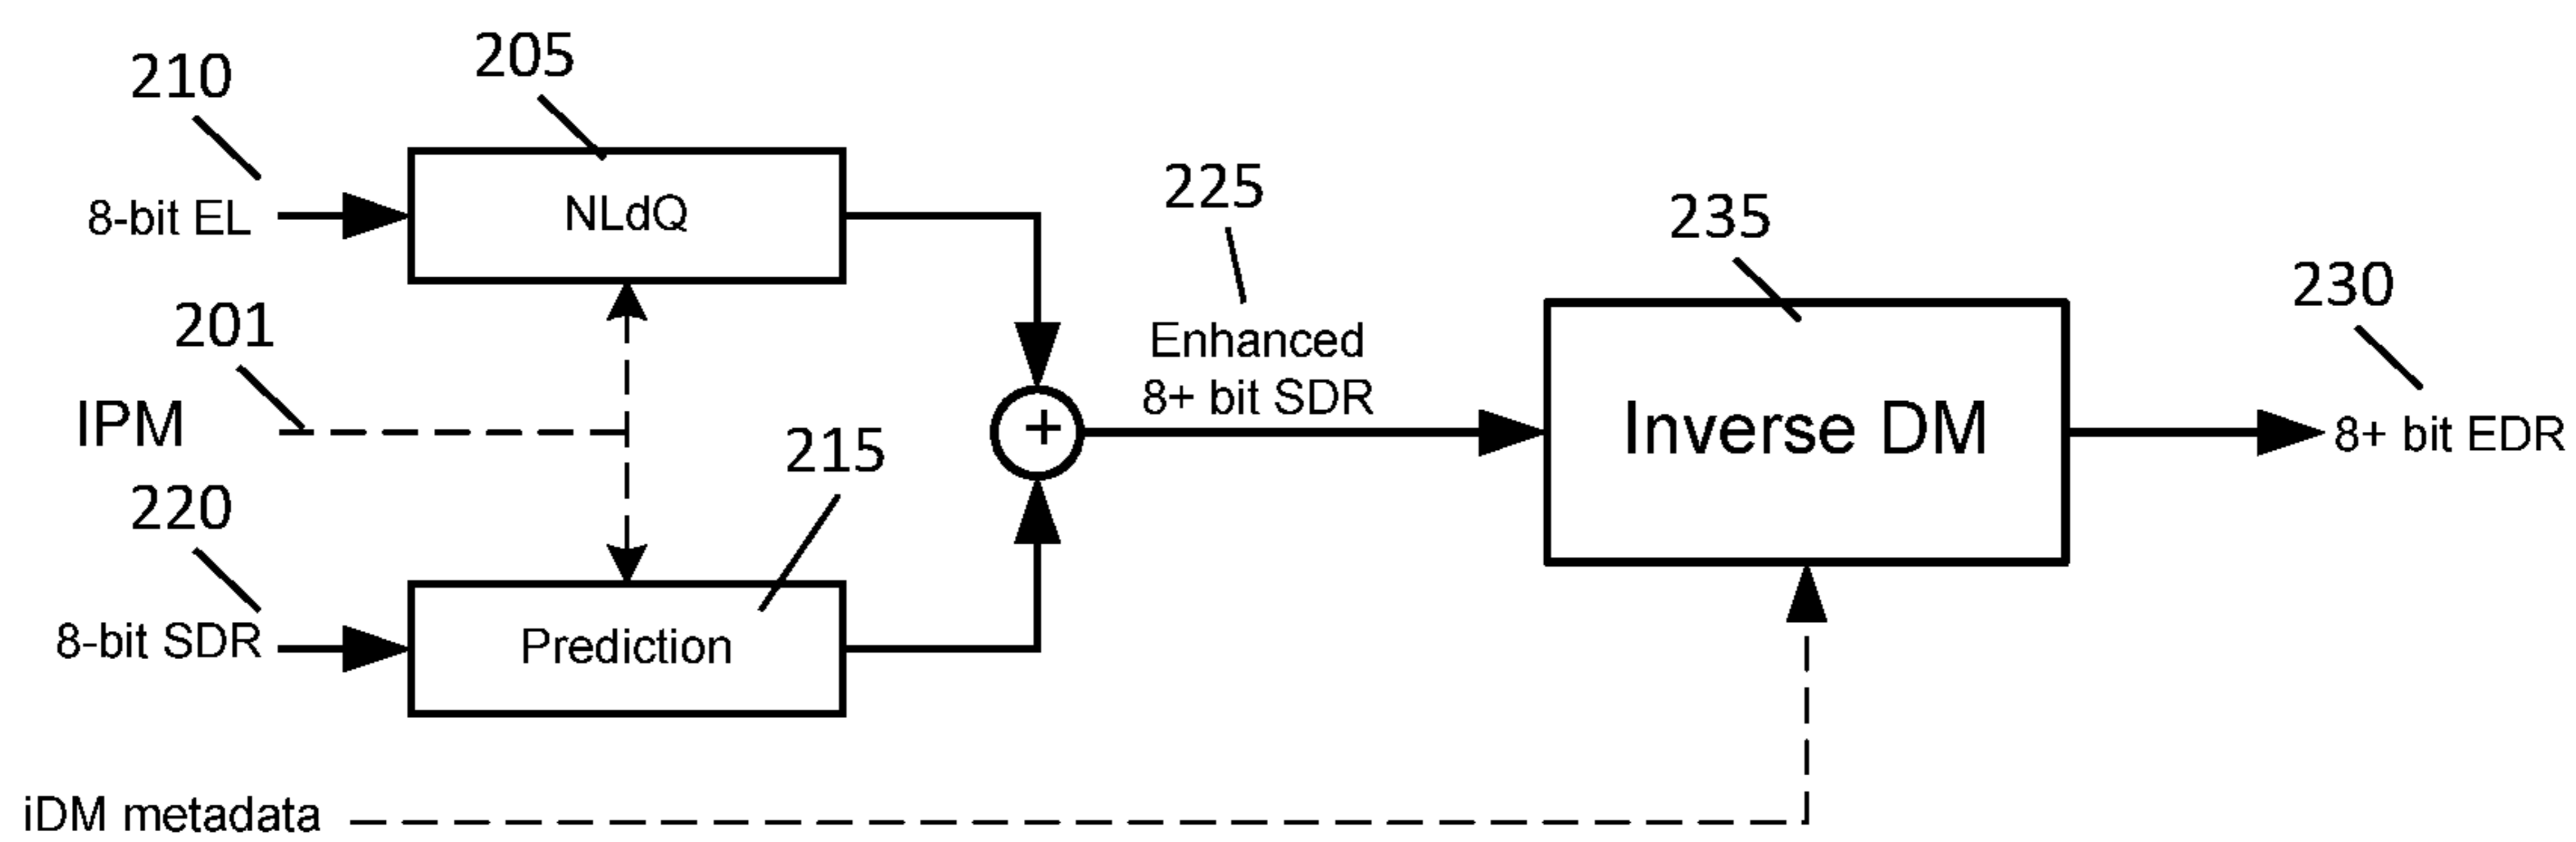 205
210
NLdQ
8-bit EL
225
235
230
201
Enhanced
8+ bit SDR
IPM
+
Inverse DM
8+ bit EDR
215
220
8-bit SDR
Prediction
iDM metadata